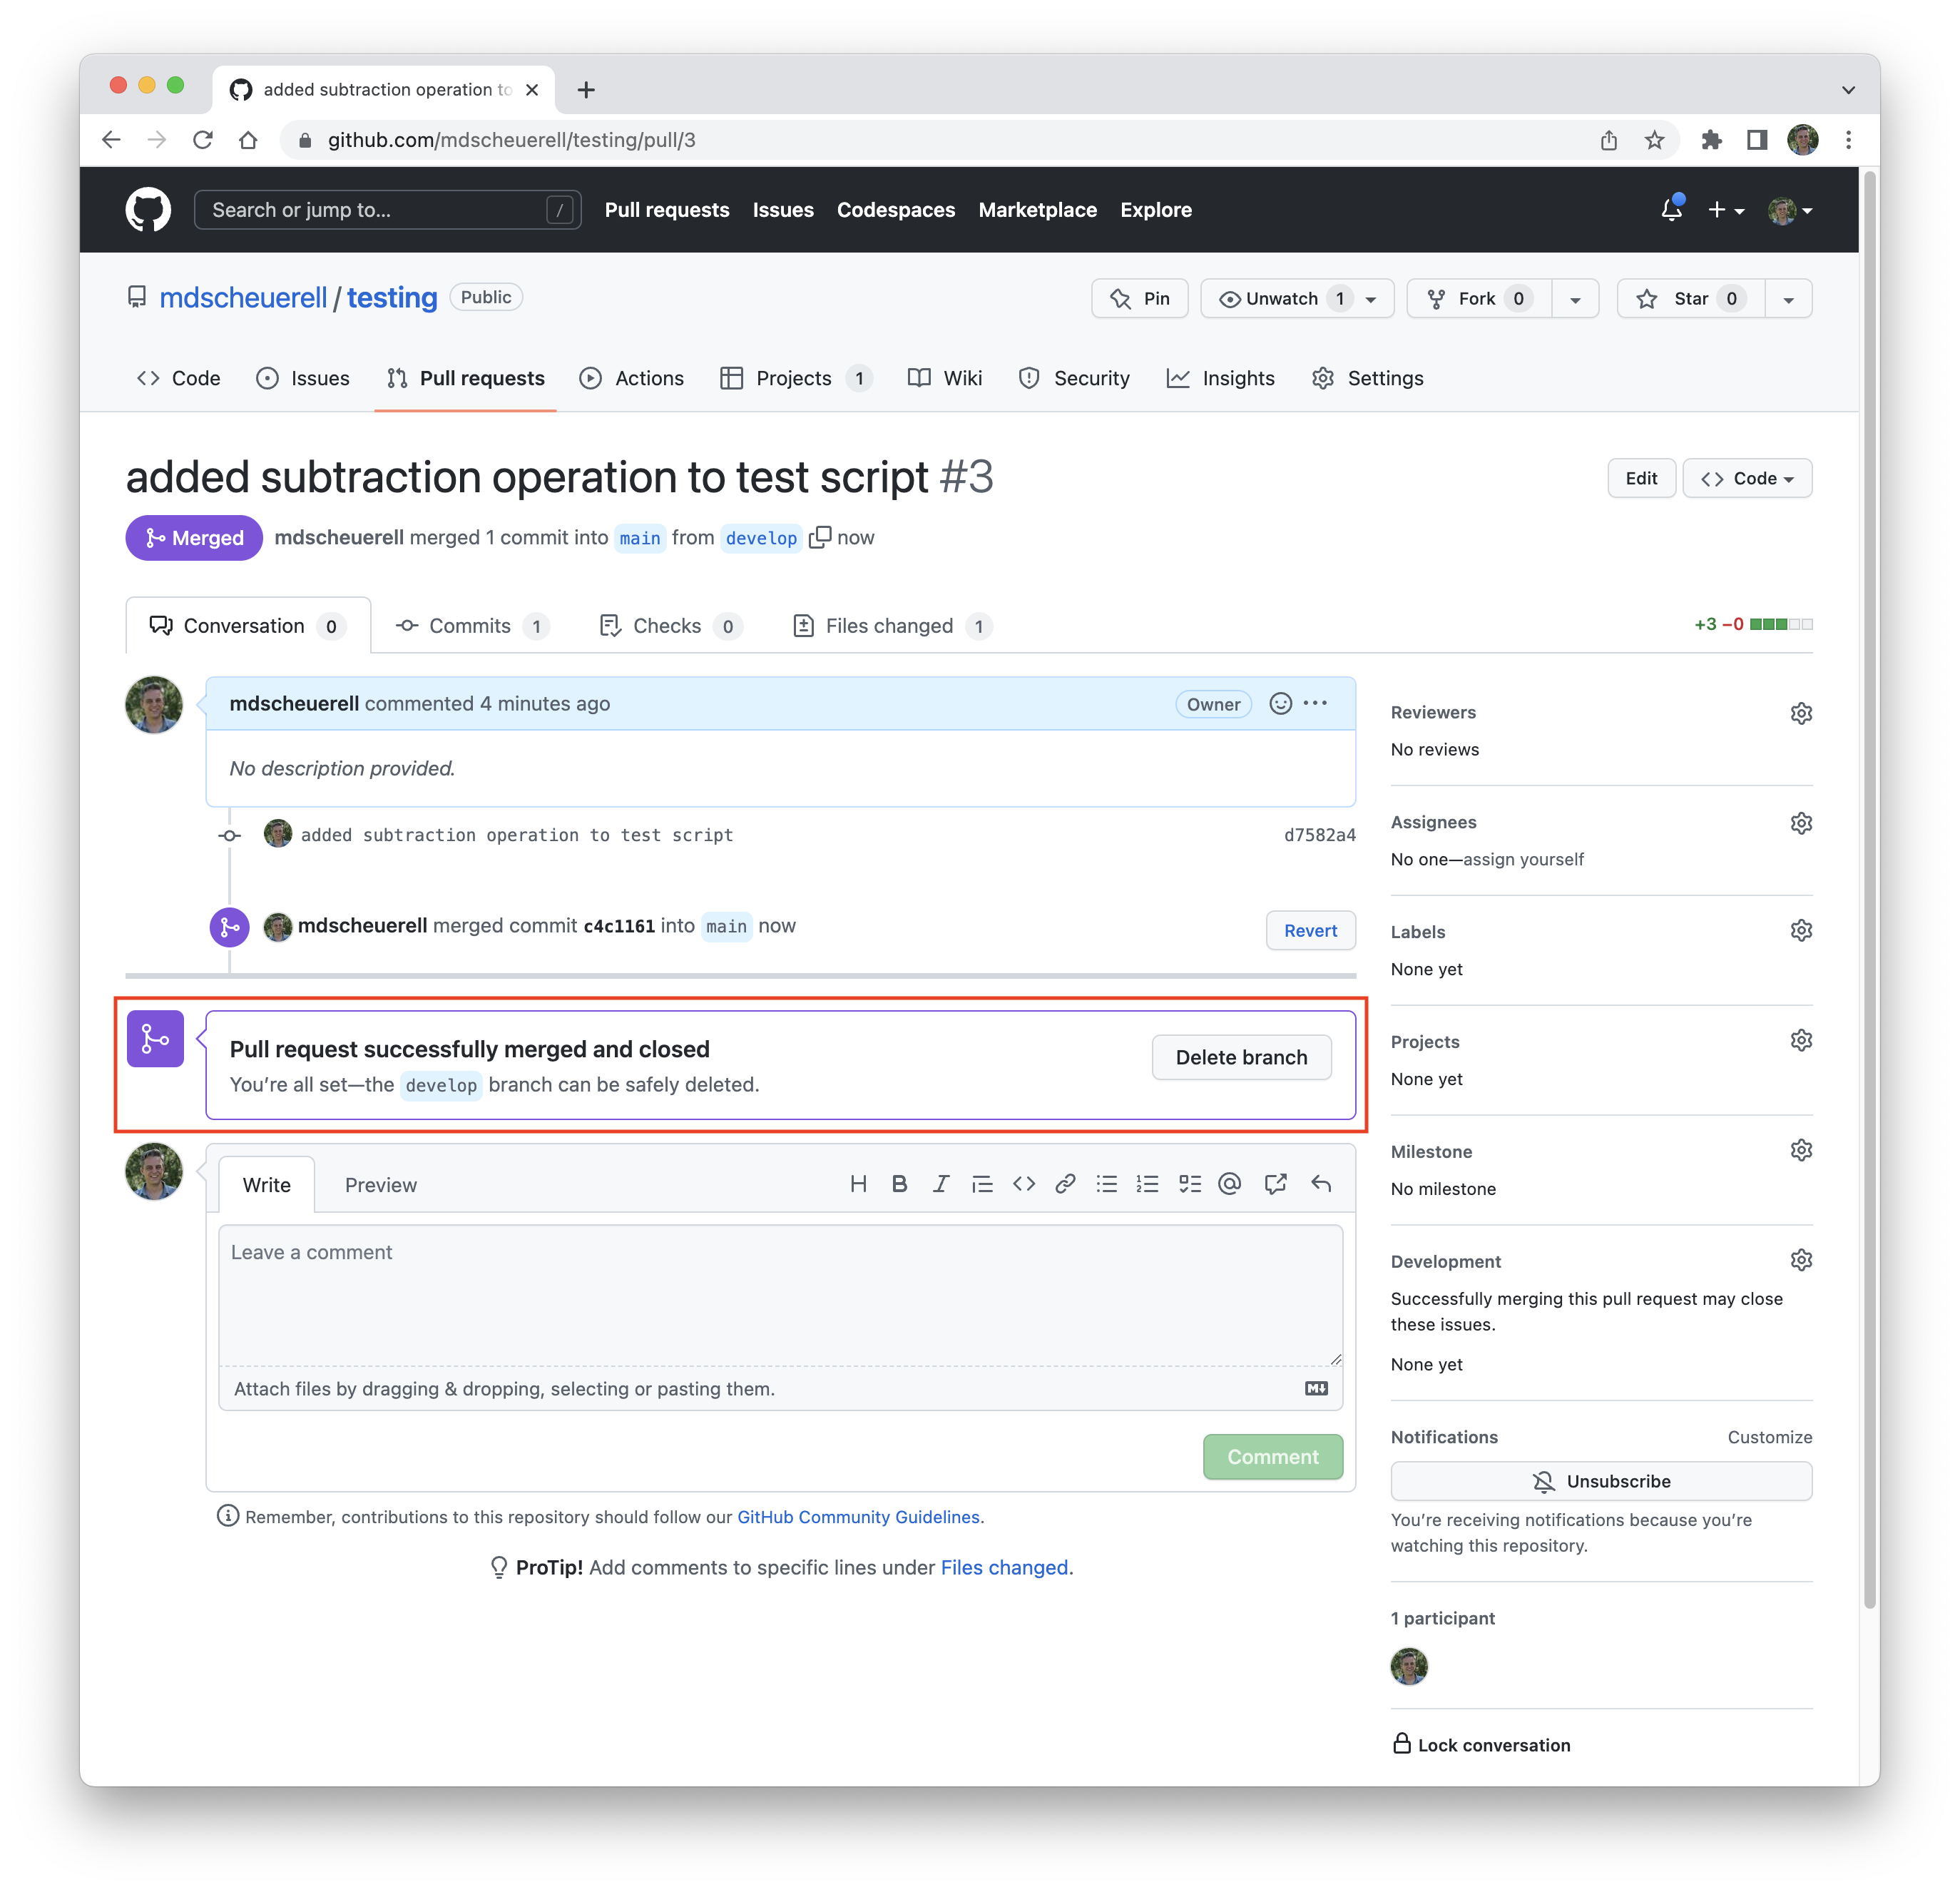 added subtraction operation to
github.com/mdscheuerell/testing/pull/3
Search or jump to... /
Pull requests Issues Codespaces Marketplace Explore
mdscheuerell / testing Public
Pin Unwatch 1 Fork 0 Star 0
Code Issues Pull requests Actions Projects 1 Wiki Security Insights Settings
added subtraction operation to test script #3
Edit Code
Merged mdscheuerell merged 1 commit into main from develop now
Conversation 0 Commits 1 Checks 0 Files changed 1
+3 −0
mdscheuerell commented 4 minutes ago
Owner
No description provided.
added subtraction operation to test script d7582a4
mdscheuerell merged commit c4c1161 into main now
Revert
Pull request successfully merged and closed
You’re all set—the develop branch can be safely deleted.
Delete branch
Write Preview
Leave a comment
Attach files by dragging & dropping, selecting or pasting them.
Comment
Remember, contributions to this repository should follow our GitHub Community Guidelines.
ProTip! Add comments to specific lines under Files changed.
Reviewers
No reviews
Assignees
No one—assign yourself
Labels
None yet
Projects
None yet
Milestone
No milestone
Development
Successfully merging this pull request may close
these issues.
None yet
Notifications Customize
Unsubscribe
You’re receiving notifications because you’re
watching this repository.
1 participant
Lock conversation